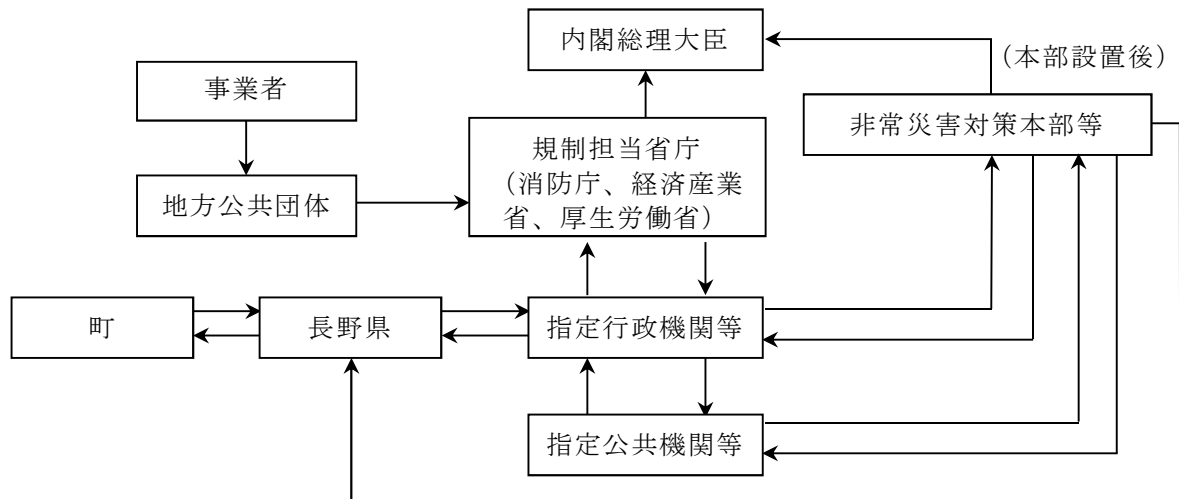 内閣総理大臣
（本部設置後）
事業者
非常災害対策本部等
規制担当省庁
（消防庁、経済産業
省、厚生労働省）
地方公共団体
町
長野県
指定行政機関等
指定公共機関等